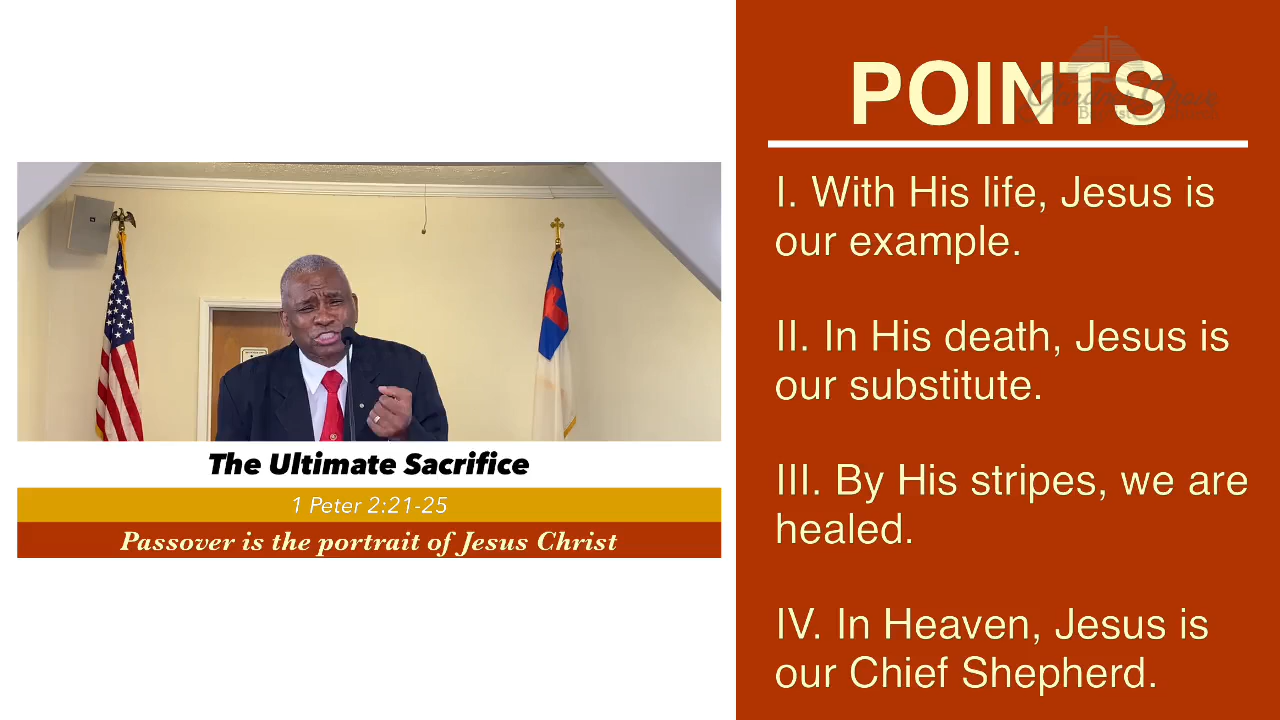 The Ultimate Sacrifice
1 Peter 2:21-25
Passover is the portrait of Jesus Christ
POINTS
Baptist Church
I. With His life, Jesus is
our example.
II. In His death, Jesus is
our substitute.
III. By His stripes, we are
healed.
IV. In Heaven, Jesus is
our Chief Shepherd.